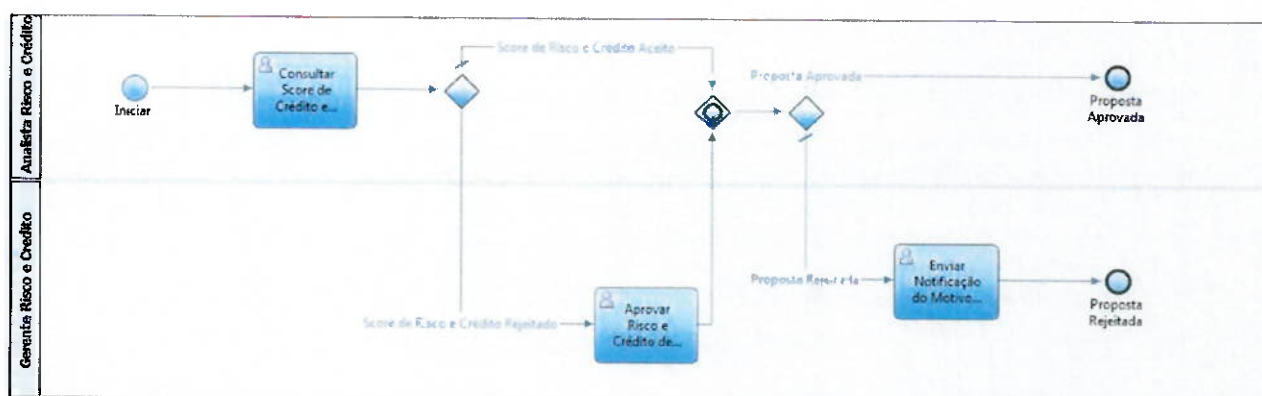 Analista Risco e Crédito
Iniciar
Consultar
Score de
Crédito e...
Score de Risco e Crédito Aceito
Proposta Aprovada
Proposta
Aprovada
Gerente Risco e Credito
Score de Risco e Crédito Rejeitado
Aprovar
Risco e
Crédito de...
Proposta Rejeitada
Enviar
Notificação
do Motivo...
Proposta
Rejeitada